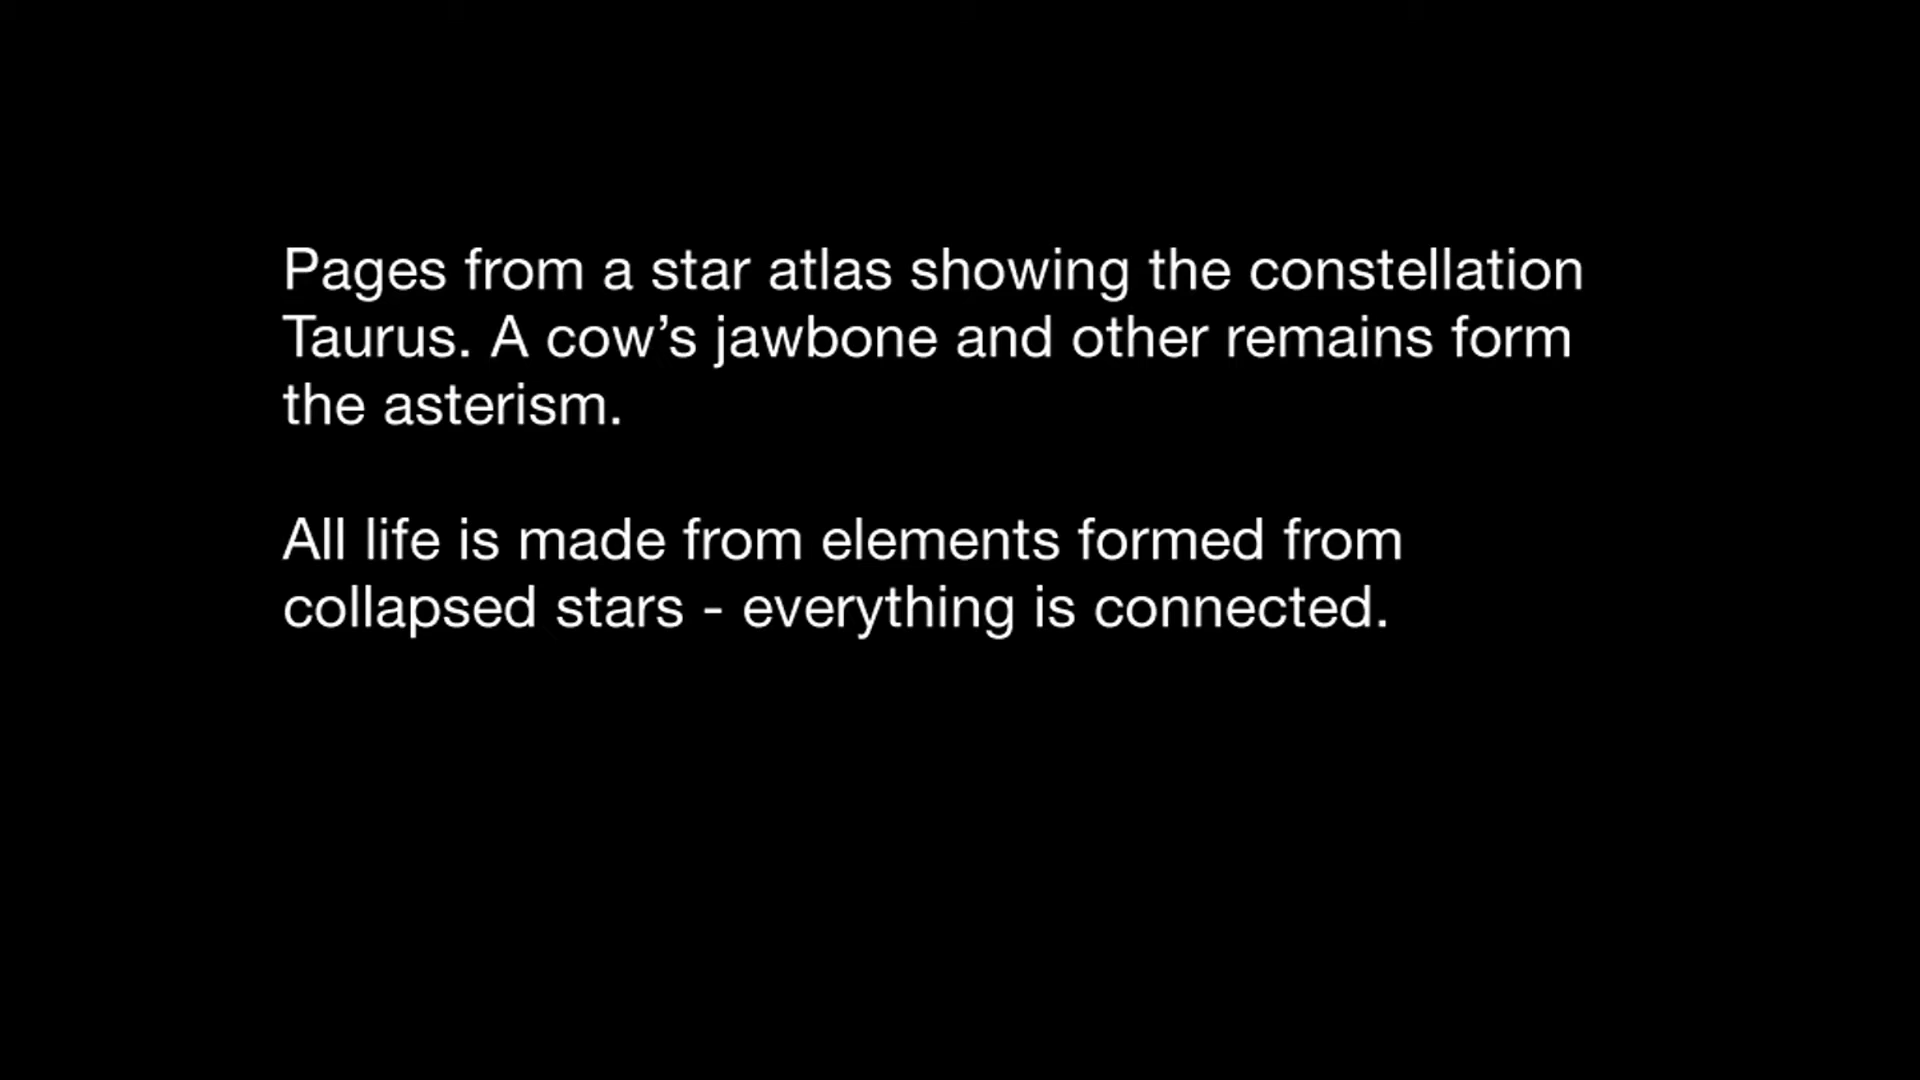 Pages from a star atlas showing the constellation
Taurus. A cow’s jawbone and other remains form
the asterism.
All life is made from elements formed from
collapsed stars - everything is connected.